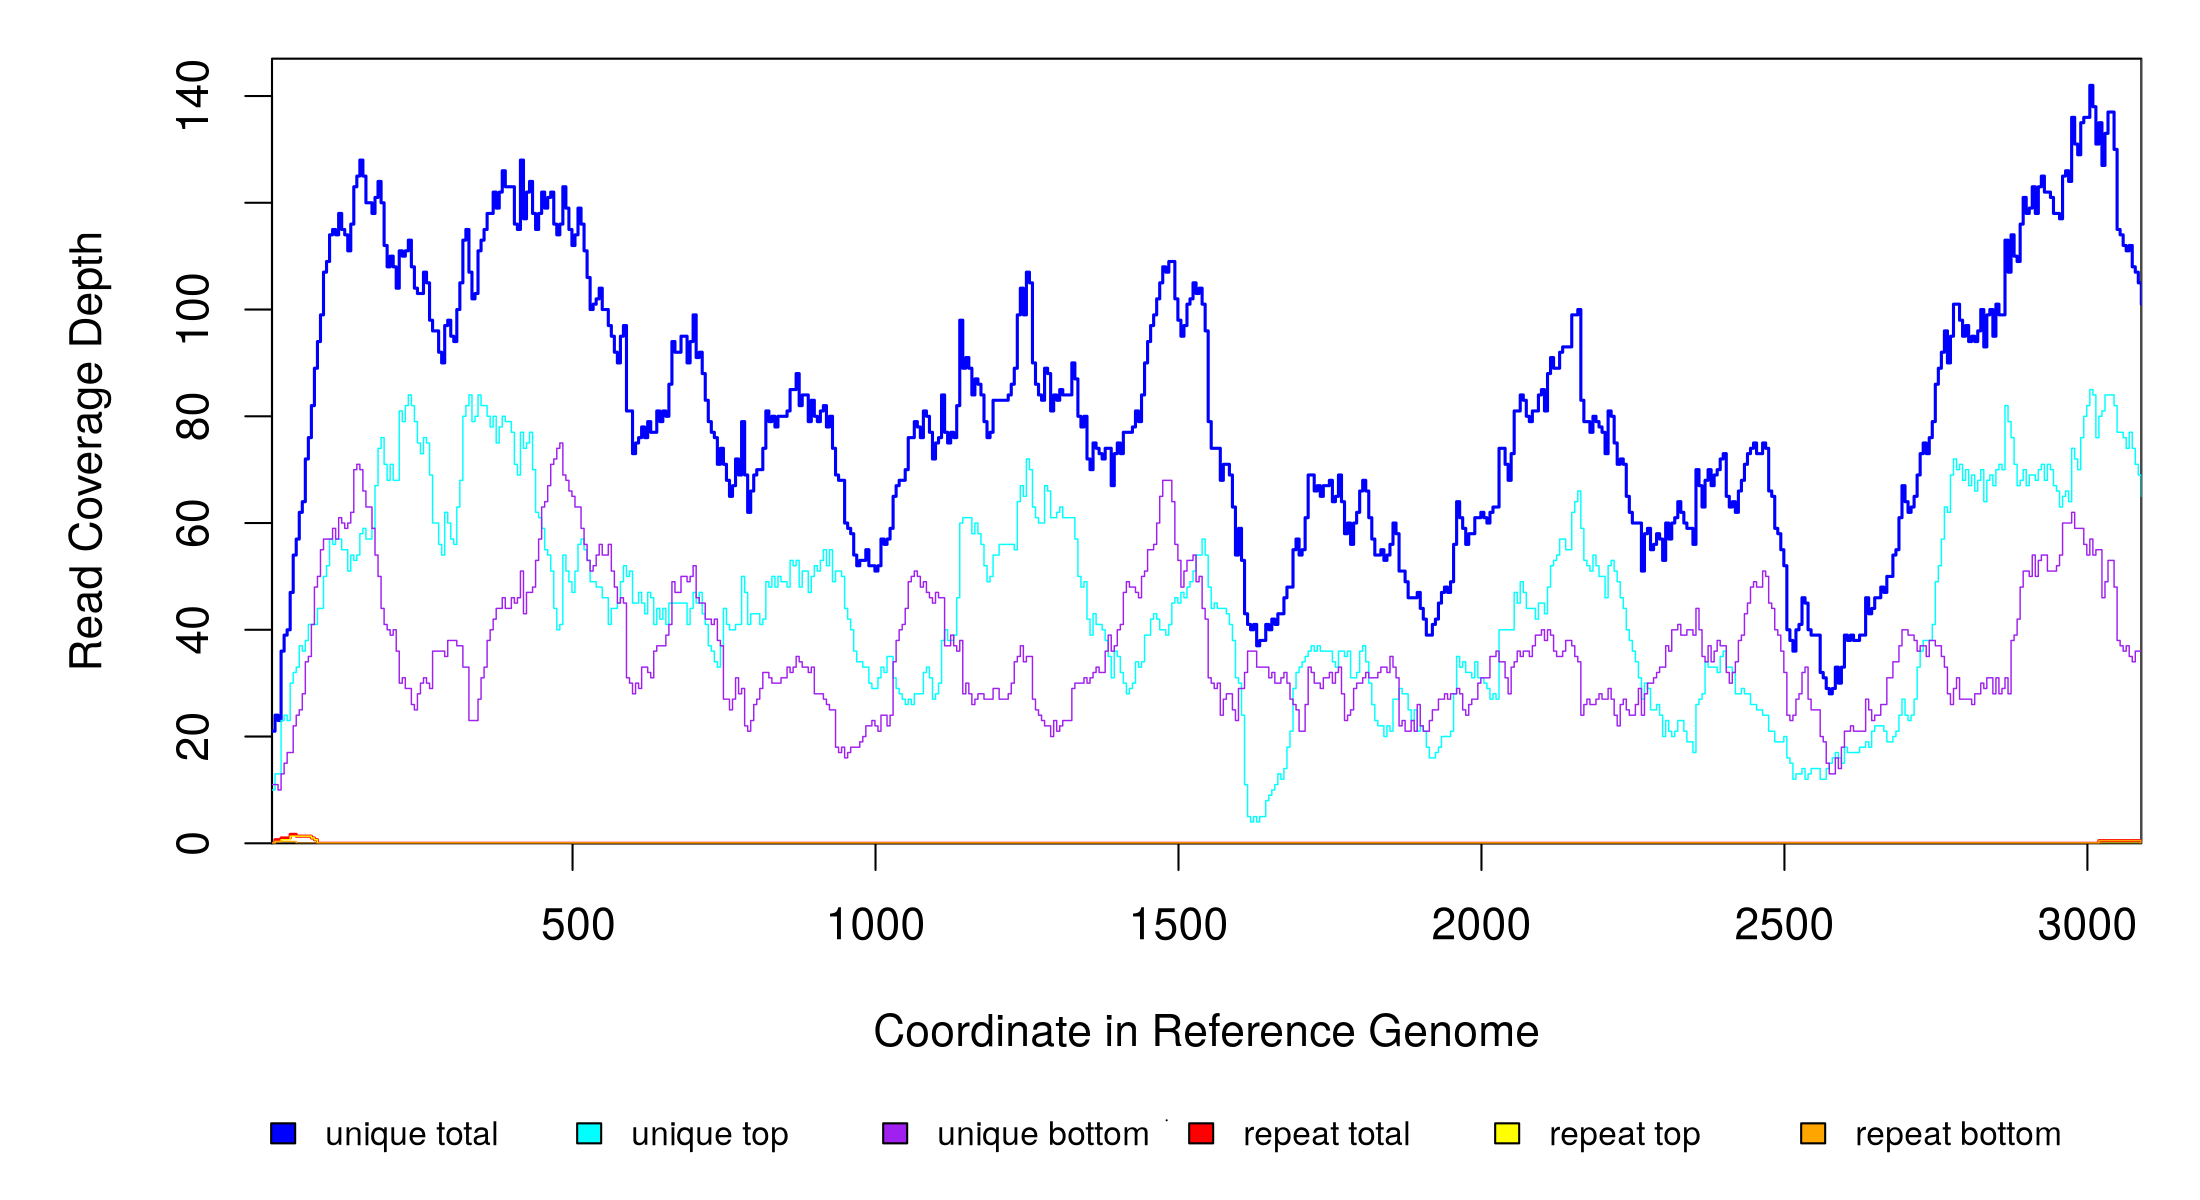 140
100
80
60
40
20
0
Read Coverage Depth
500 1000 1500 2000 2500 3000
Coordinate in Reference Genome
unique total unique top unique bottom repeat total repeat top repeat bottom